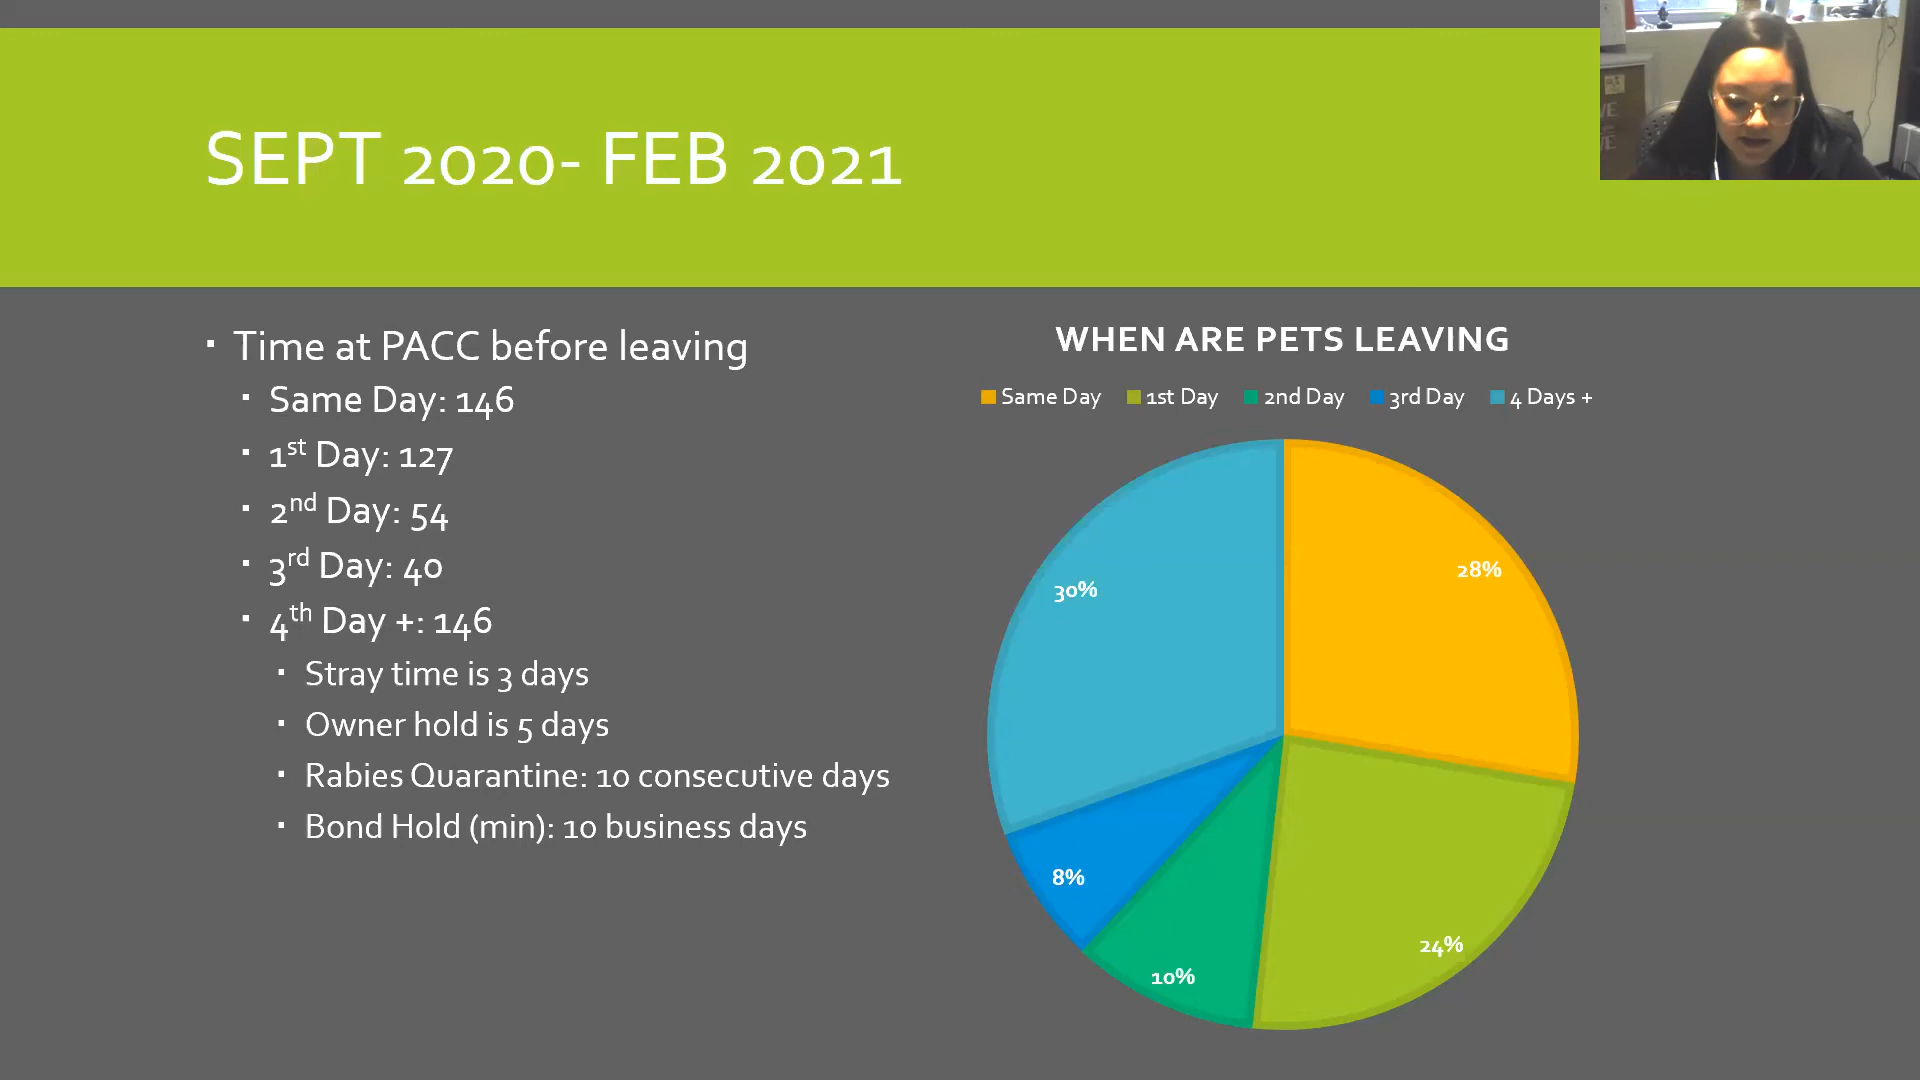 SEPT 2020- FEB 2021
▪ Time at PACC before leaving
▪ Same Day: 146
▪ 1st Day: 127
▪ 2nd Day: 54
▪ 3rd Day: 40
▪ 4th Day +: 146
▪ Stray time is 3 days
▪ Owner hold is 5 days
▪ Rabies Quarantine: 10 consecutive days
▪ Bond Hold (min): 10 business days
WHEN ARE PETS LEAVING
Same Day 1st Day 2nd Day 3rd Day 4 Days +
28%
30%
8%
24%
10%